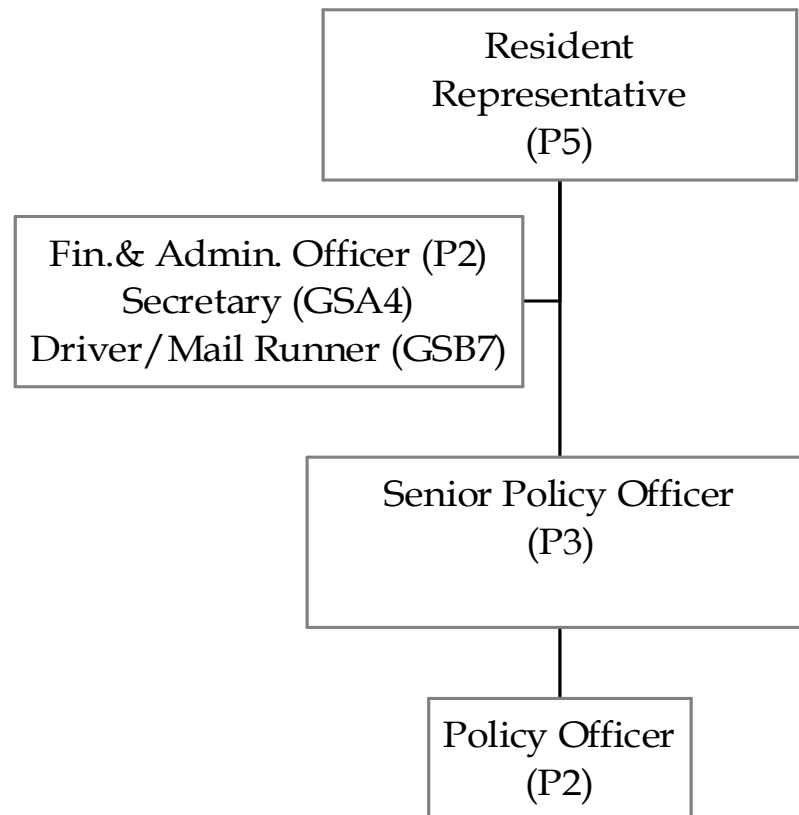 Resident
Representative
(P5)
Fin.& Admin. Officer (P2)
Secretary (GSA4)
Driver/Mail Runner (GSB7)
Senior Policy Officer
(P3)
Policy Officer
(P2)